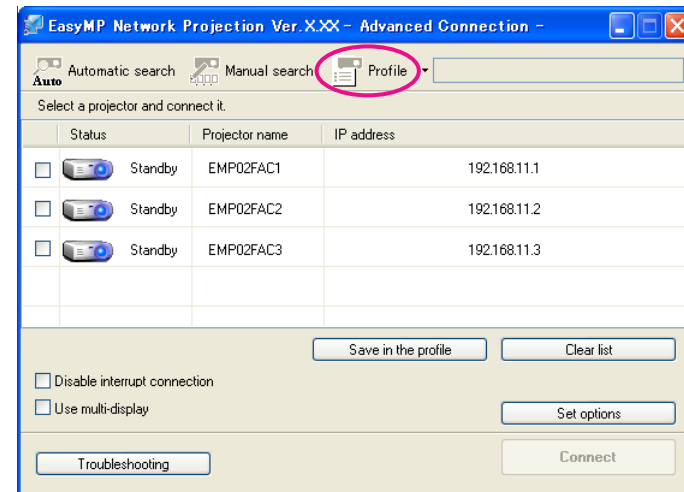 EasyMP Network Projection Ver.X.XX - Advanced Connection -
Auto Automatic search Manual search Profile
Select a projector and connect it.
Status Projector name IP address
Standby EMP02FAC1 192.168.11.1
Standby EMP02FAC2 192.168.11.2
Standby EMP02FAC3 192.168.11.3
Save in the profile Clear list
Disable interrupt connection
Use multi-display Set options
Troubleshooting Connect